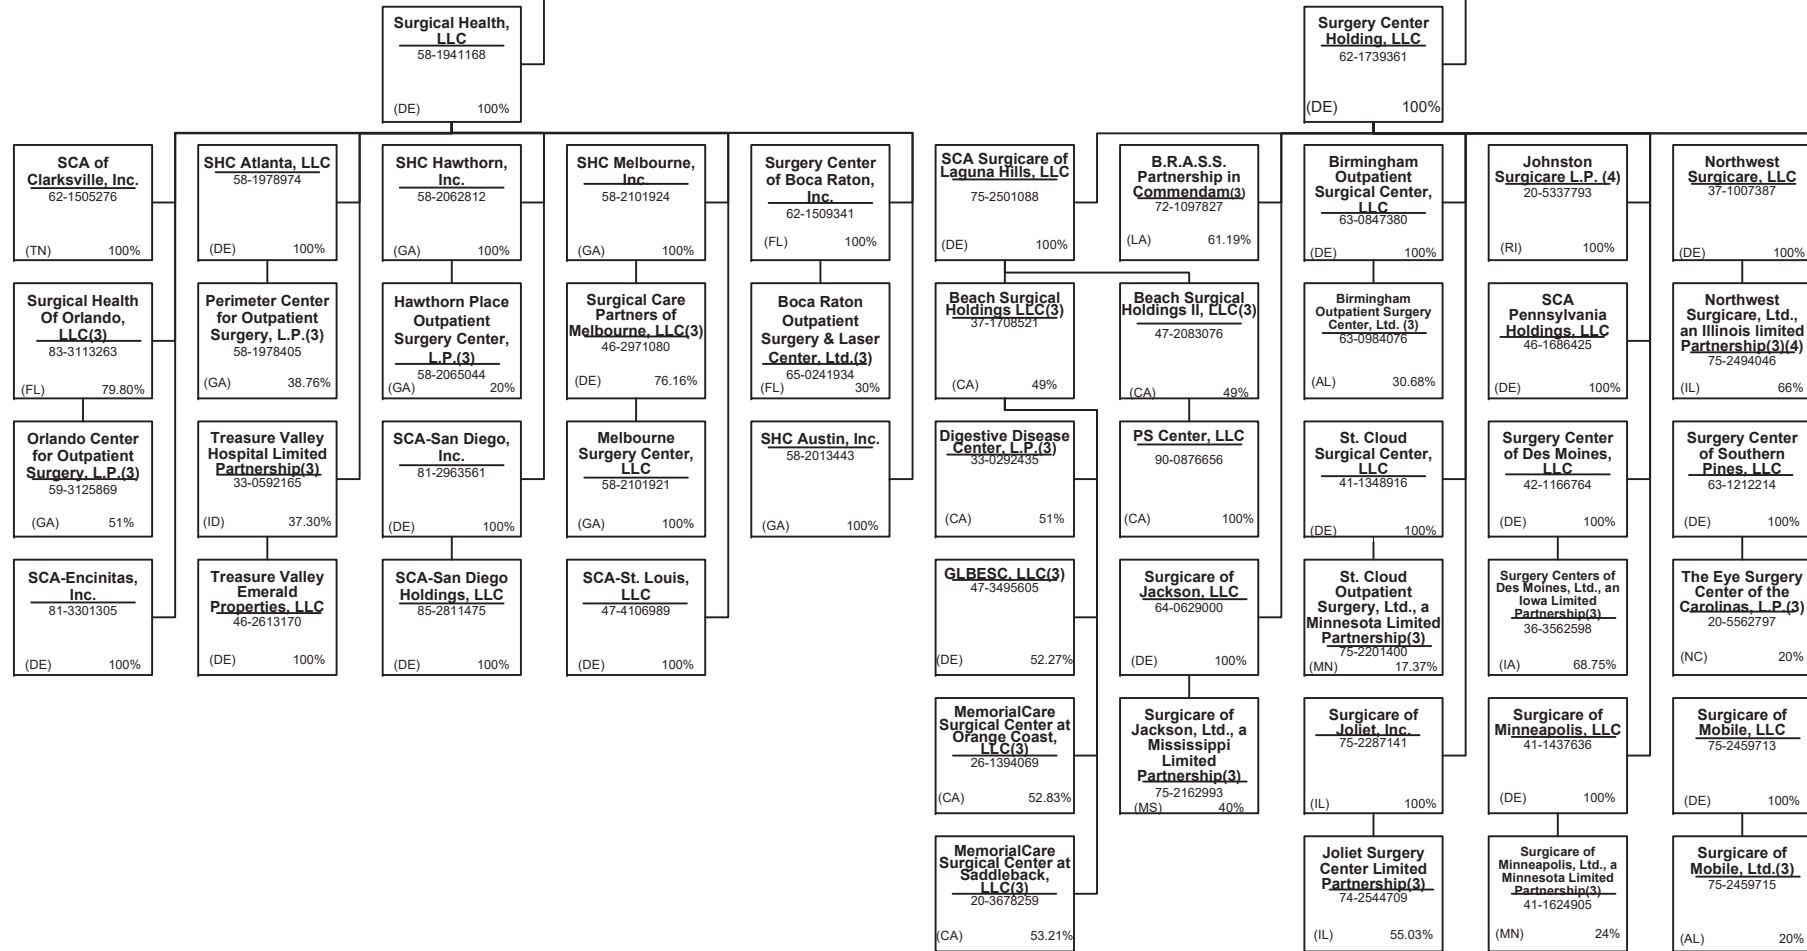 Surgical Health,
LLC
58-1941168
(DE) 100%
Surgery Center
Holding, LLC
62-1739361
(DE) 100%
SCA of
Clarksville, Inc.
62-1505276
(TN) 100%
SHC Atlanta, LLC
58-1978974
(DE) 100%
SHC Hawthorn,
Inc.
58-2062812
(GA) 100%
SHC Melbourne,
Inc.
58-2101924
(GA) 100%
Surgery Center
of Boca Raton,
Inc.
62-1509341
(FL) 100%
SCA Surgicare of
Laguna Hills, LLC
75-2501088
(DE) 100%
B.R.A.S.S.
Partnership in
Commendam(3)
72-1097827
(LA) 61.19%
Birmingham
Outpatient
Surgical Center,
LLC
63-0847380
(DE) 100%
Johnston
Surgicare L.P. (4)
20-5337793
(RI) 100%
Northwest
Surgicare, LLC
37-1007387
(DE) 100%
Surgical Health
Of Orlando,
LLC(3)
83-3113263
(FL) 79.80%
Perimeter Center
for Outpatient
Surgery, L.P.(3)
58-1978405
(GA) 38.76%
Hawthorn Place
Outpatient
Surgery Center,
L.P.(3)
58-2065044
(GA) 20%
Surgical Care
Partners of
Melbourne, LLC(3)
46-2971080
(DE) 76.16%
Boca Raton
Outpatient
Surgery & Laser
Center, Ltd.(3)
65-0241934
(FL) 30%
Beach Surgical
Holdings LLC(3)
37-1708521
(CA) 49%
Beach Surgical
Holdings II, LLC(3)
47-2083076
(CA) 49%
Birmingham
Outpatient Surgery
Center, Ltd. (3)
63-0984076
(AL) 30.68%
SCA
Pennsylvania
Holdings, LLC
46-1686425
(DE) 100%
Northwest
Surgicare, Ltd.,
an Illinois limited
Partnership(3)(4)
75-2494046
(IL) 66%
Orlando Center
for Outpatient
Surgery, L.P.(3)
59-3125869
(GA) 51%
Treasure Valley
Hospital Limited
Partnership(3)
33-0592165
(ID) 37.30%
SCA-San Diego,
Inc.
81-2963561
(DE) 100%
Melbourne
Surgery Center,
LLC
58-2101921
(GA) 100%
SHC Austin, Inc.
58-2013443
(GA) 100%
Digestive Disease
Center, L.P.(3)
33-0292435
(CA) 51%
PS Center, LLC
90-0876656
(CA) 100%
St. Cloud
Surgical Center,
LLC
41-1348916
(DE) 100%
Surgery Center
of Des Moines,
LLC
42-1166764
(DE) 100%
Surgery Center
of Southern
Pines, LLC
63-1212214
(DE) 100%
SCA-Encinitas,
Inc.
81-3301305
(DE) 100%
Treasure Valley
Emerald
Properties, LLC
46-2613170
(DE) 100%
SCA-San Diego
Holdings, LLC
85-2811475
(DE) 100%
SCA-St. Louis,
LLC
47-4106989
(DE) 100%
GLBESC, LLC(3)
47-3495605
(DE) 52.27%
Surgicare of
Jackson, LLC
64-0629000
(DE) 100%
St. Cloud
Outpatient
Surgery, Ltd., a
Minnesota Limited
Partnership(3)
75-2201400
(MN) 17.37%
Surgery Centers of
Des Moines, Ltd., an
Iowa Limited
Partnership(3)
36-3562598
(IA) 68.75%
The Eye Surgery
Center of the
Carolinas, L.P.(3)
20-5562797
(NC) 20%
MemorialCare
Surgical Center at
Orange Coast,
LLC(3)
26-1394069
(CA) 52.83%
Surgicare of
Jackson, Ltd., a
Mississippi
Limited
Partnership(3)
75-2162993
(MS) 40%
Surgicare of
Joliet, Inc.
75-2287141
(IL) 100%
Surgicare of
Minneapolis, LLC
41-1437636
(DE) 100%
Surgicare of
Mobile, LLC
75-2459713
(DE) 100%
MemorialCare
Surgical Center at
Saddleback,
LLC(3)
20-3678259
(CA) 53.21%
Joliet Surgery
Center Limited
Partnership(3)
74-2544709
(IL) 55.03%
Surgicare of
Minneapolis, Ltd., a
Minnesota Limited
Partnership(3)
41-1624905
(MN) 24%
Surgicare of
Mobile, Ltd.(3)
75-2459715
(AL) 20%